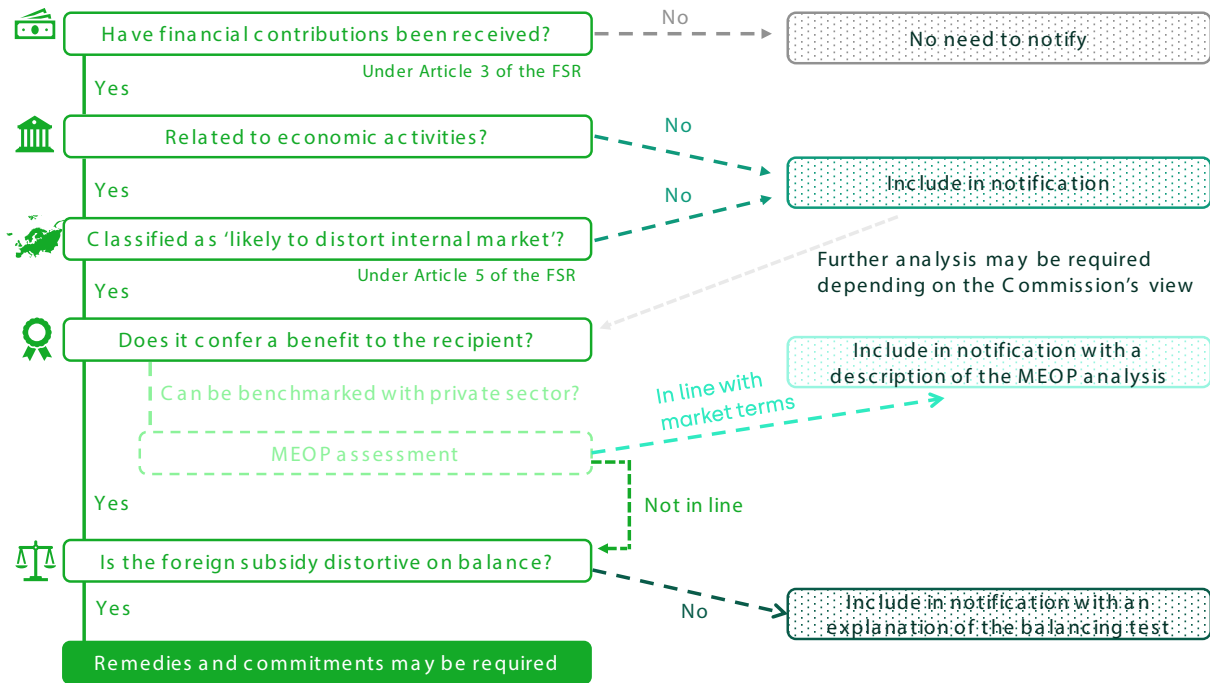 Have financial contributions been received?
No
No need to notify
Under Article 3 of the FSR
Yes
Related to economic activities?
No
Include in notification
Yes
No
Classified as ‘likely to distort internal market’?
Under Article 5 of the FSR
Further analysis may be required
depending on the Commission’s view
Yes
Does it confer a benefit to the recipient?
Include in notification with a
description of the MEOP analysis
Can be benchmarked with private sector?
In line with
market terms
MEOP assessment
Yes
Not in line
Is the foreign subsidy distortive on balance?
Yes
No
Include in notification with an
explanation of the balancing test
Remedies and commitments may be required